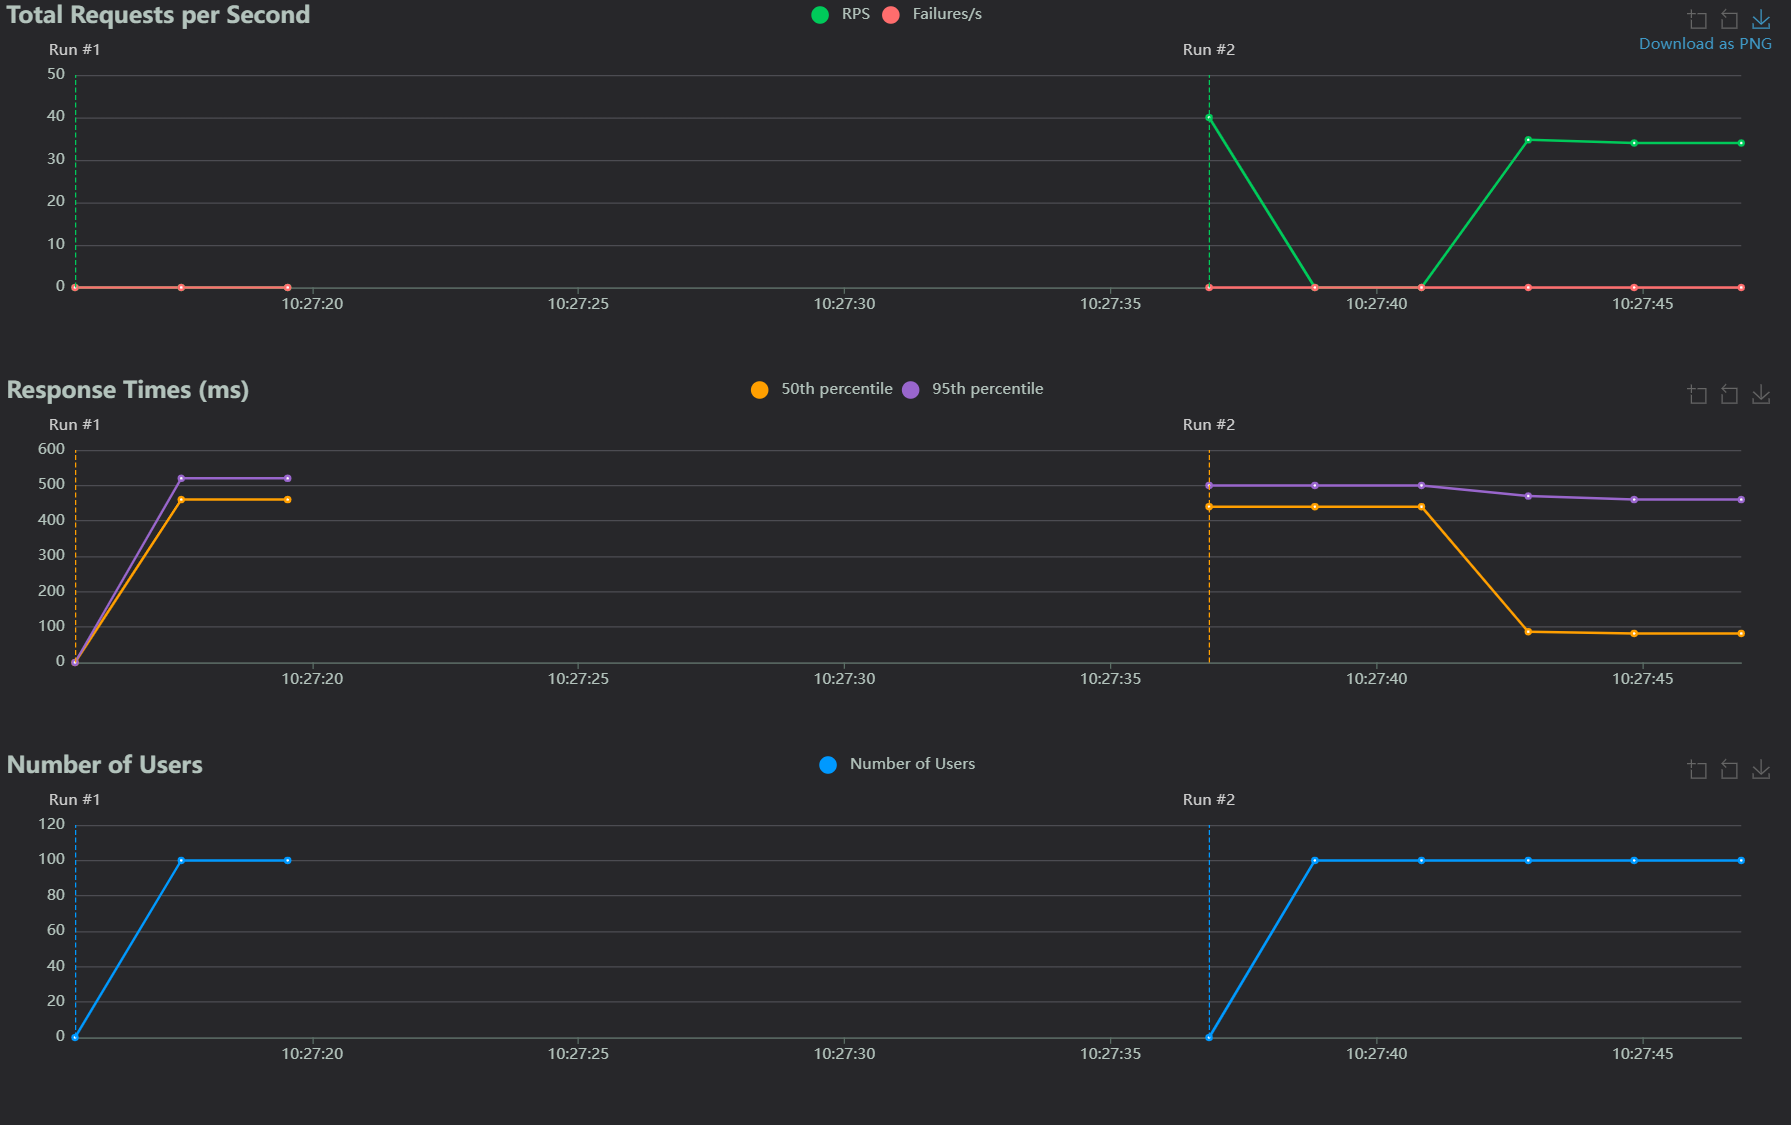 Total Requests per Second
RPS Failures/s
Download as PNG
Run #1 Run #2
50
40
30
20
10
0
10:27:20 10:27:25 10:27:30 10:27:35 10:27:40 10:27:45
Response Times (ms)
50th percentile 95th percentile
Run #1 Run #2
600
500
400
300
200
100
0
10:27:20 10:27:25 10:27:30 10:27:35 10:27:40 10:27:45
Number of Users
Number of Users
Run #1 Run #2
120
100
80
60
40
20
0
10:27:20 10:27:25 10:27:30 10:27:35 10:27:40 10:27:45